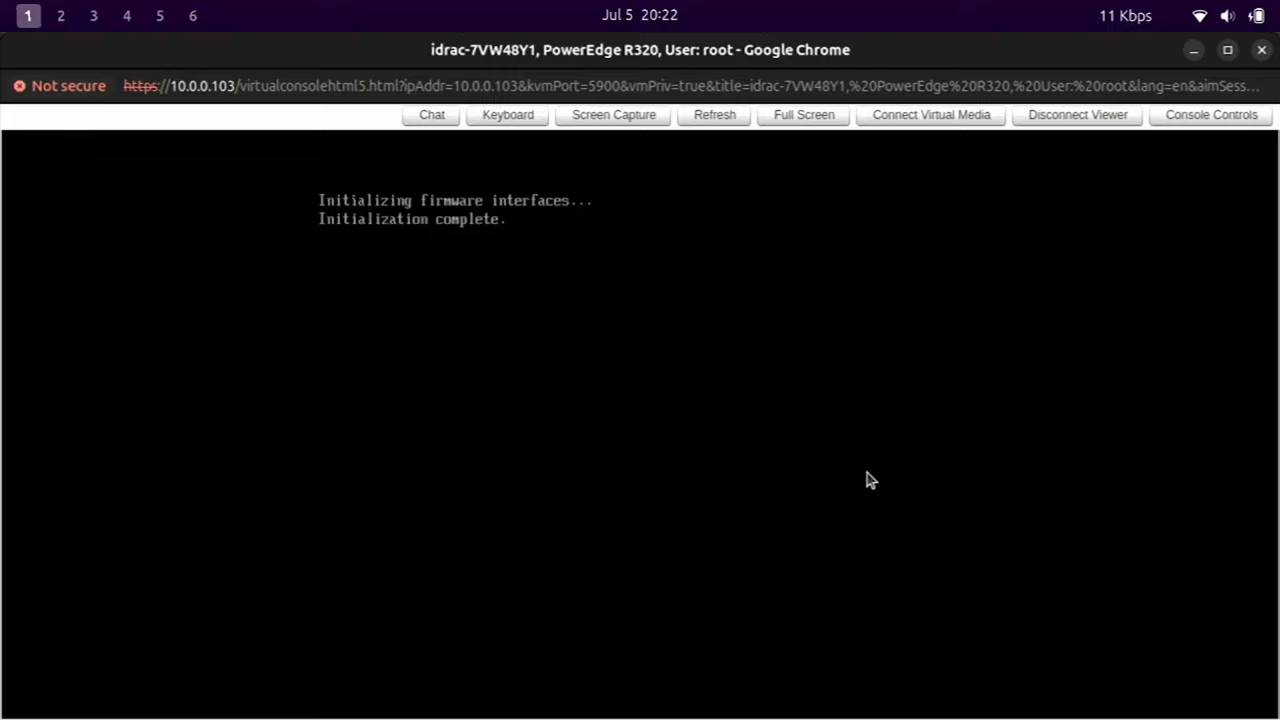 1 2 3 4 5 6 Jul 5 20:22 11 Kbps
idrac-7VW48Y1, PowerEdge R320, User: root - Google Chrome
Not secure https://10.0.0.103/virtualconsolehtml5.html?ipAddr=10.0.0.103&kvmPort=5900&vmPriv=true&title=idrac-7VW48Y1,%20PowerEdge%20R320,%20User:%20root&lang=en&aimSess...
Chat Keyboard Screen Capture Refresh Full Screen Connect Virtual Media Disconnect Viewer Console Controls
Initializing firmware interfaces...
Initialization complete.